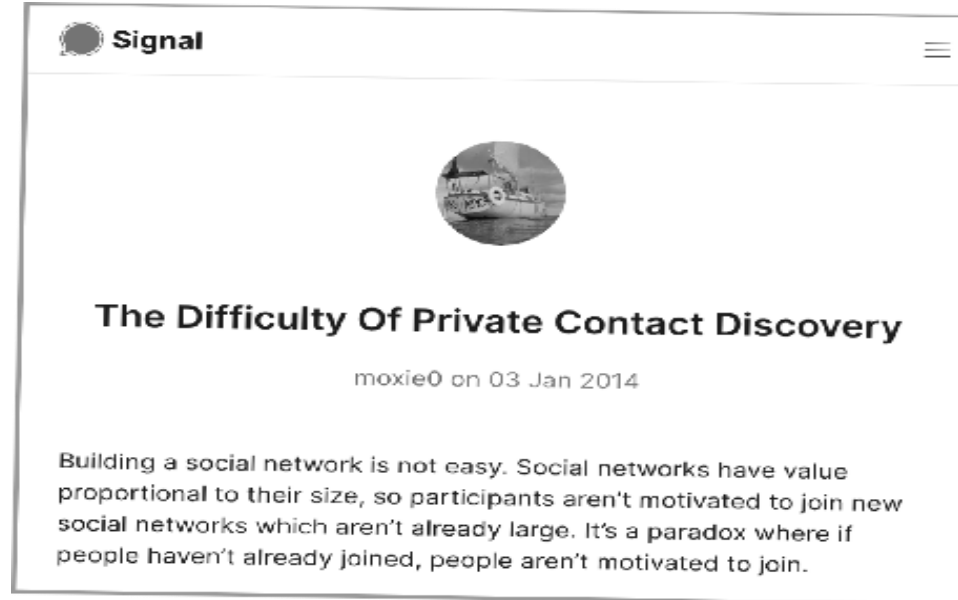 Signal
The Difficulty Of Private Contact Discovery
moxie0 on 03 Jan 2014
Building a social network is not easy. Social networks have value
proportional to their size, so participants aren't motivated to join new
social networks which aren't already large. It's a paradox where if
people haven't already joined, people aren't motivated to join.